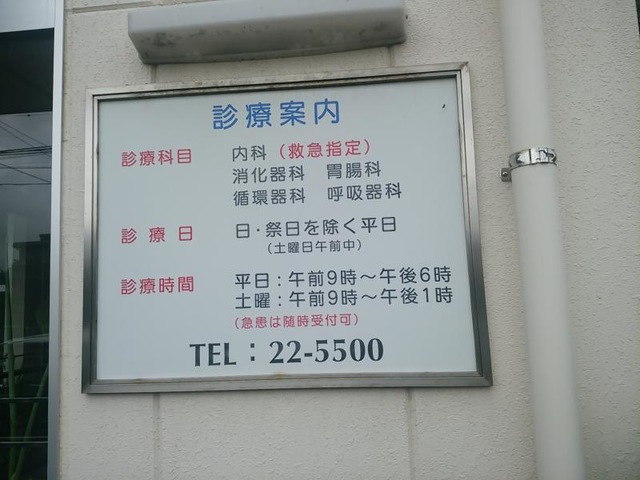 診療案内
診療科目 内科(救急指定)
消化器科 胃腸科
循環器科 呼吸器科
診療日 日・祭日を除く平日
(土曜日午前中)
診療時間 平日:午前9時～午後6時
土曜:午前9時～午後1時
(急患は随時受付可)
TEL:22-5500